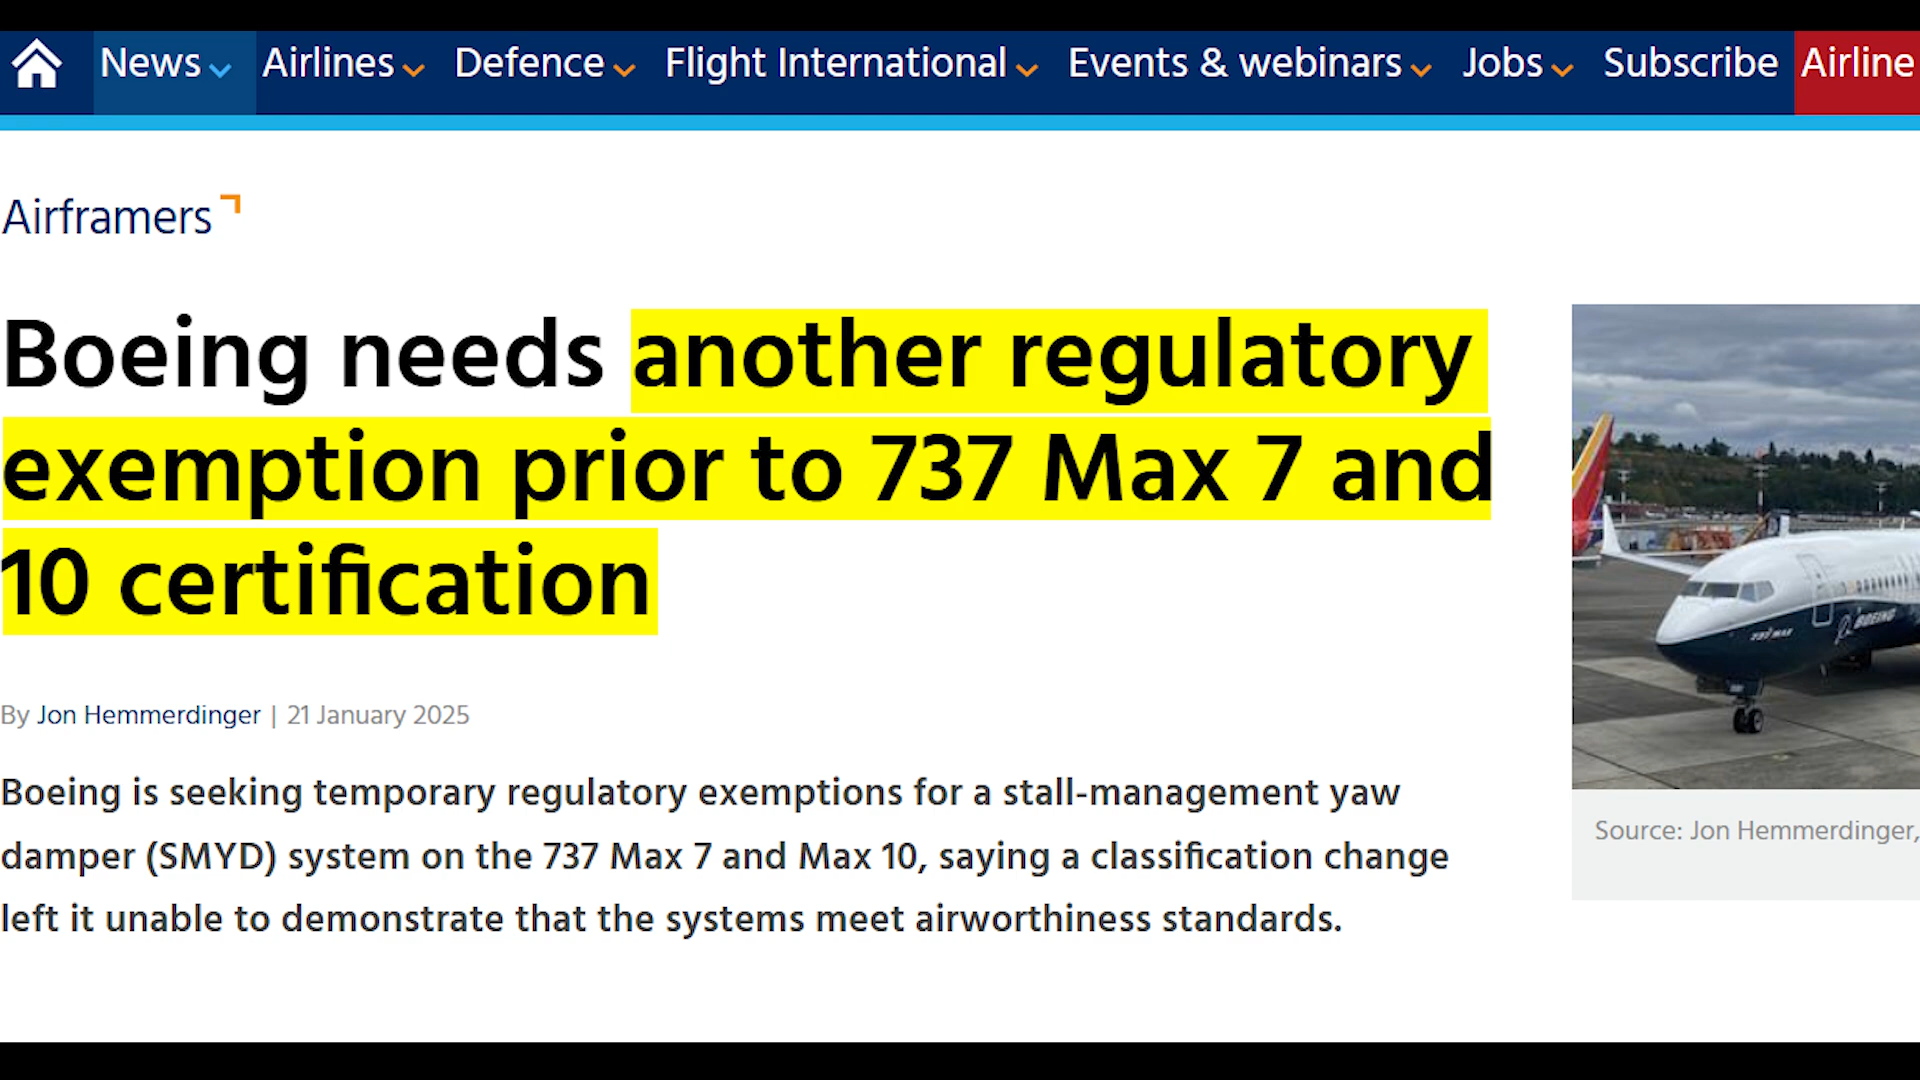 News Airlines Defence Flight International Events & webinars Jobs Subscribe Airline
Airframers
Boeing needs another regulatory
exemption prior to 737 Max 7 and
10 certification
By Jon Hemmerdinger | 21 January 2025
Boeing is seeking temporary regulatory exemptions for a stall-management yaw
damper (SMYD) system on the 737 Max 7 and Max 10, saying a classification change
left it unable to demonstrate that the systems meet airworthiness standards.
737 MAX
BOEING
Source: Jon Hemmerdinger,